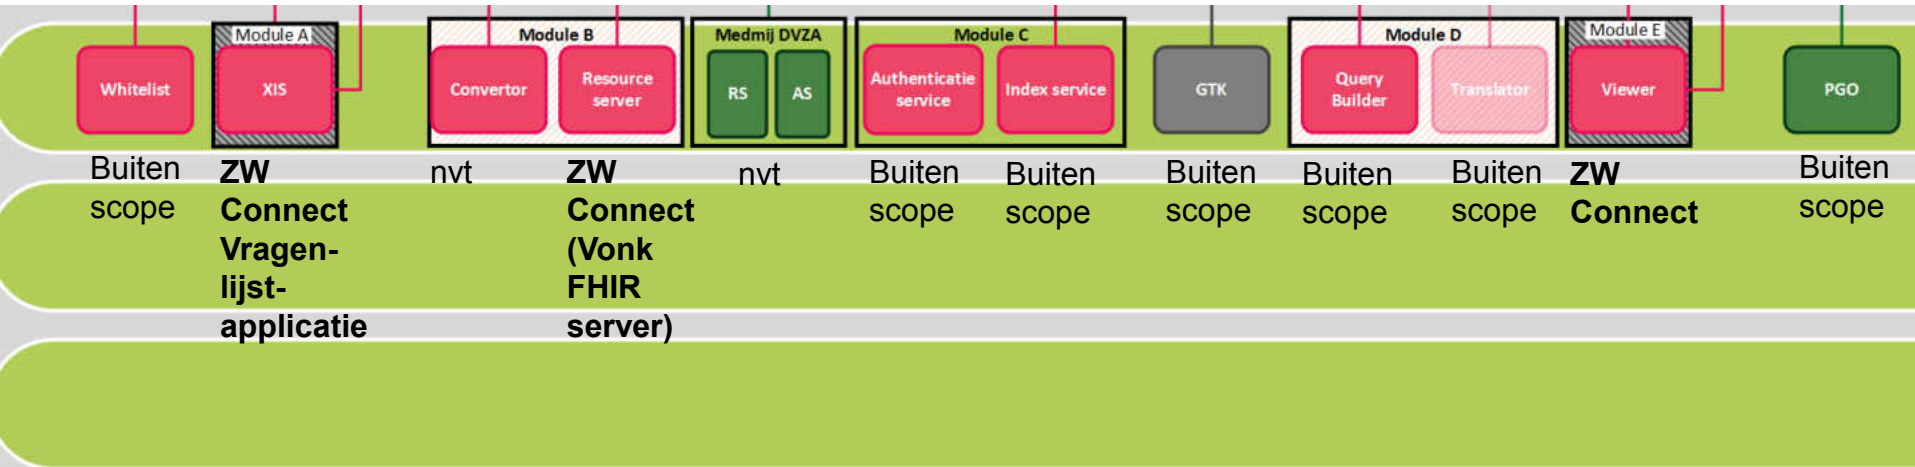 Module A
Module B
Medmij DVZA
Module C
Module D
Module E
Whitelist
XIS
Convertor
Resource
server
RS
AS
Authenticatie
service
Index service
GTK
Query
Builder
Translator
Viewer
PGO
Buiten
scope
ZW
Connect
Vragen-
lijst-
applicatie
nvt
ZW
Connect
(Vonk
FHIR
server)
nvt
Buiten
scope
Buiten
scope
Buiten
scope
Buiten
scope
Buiten
scope
ZW
Connect
Buiten
scope